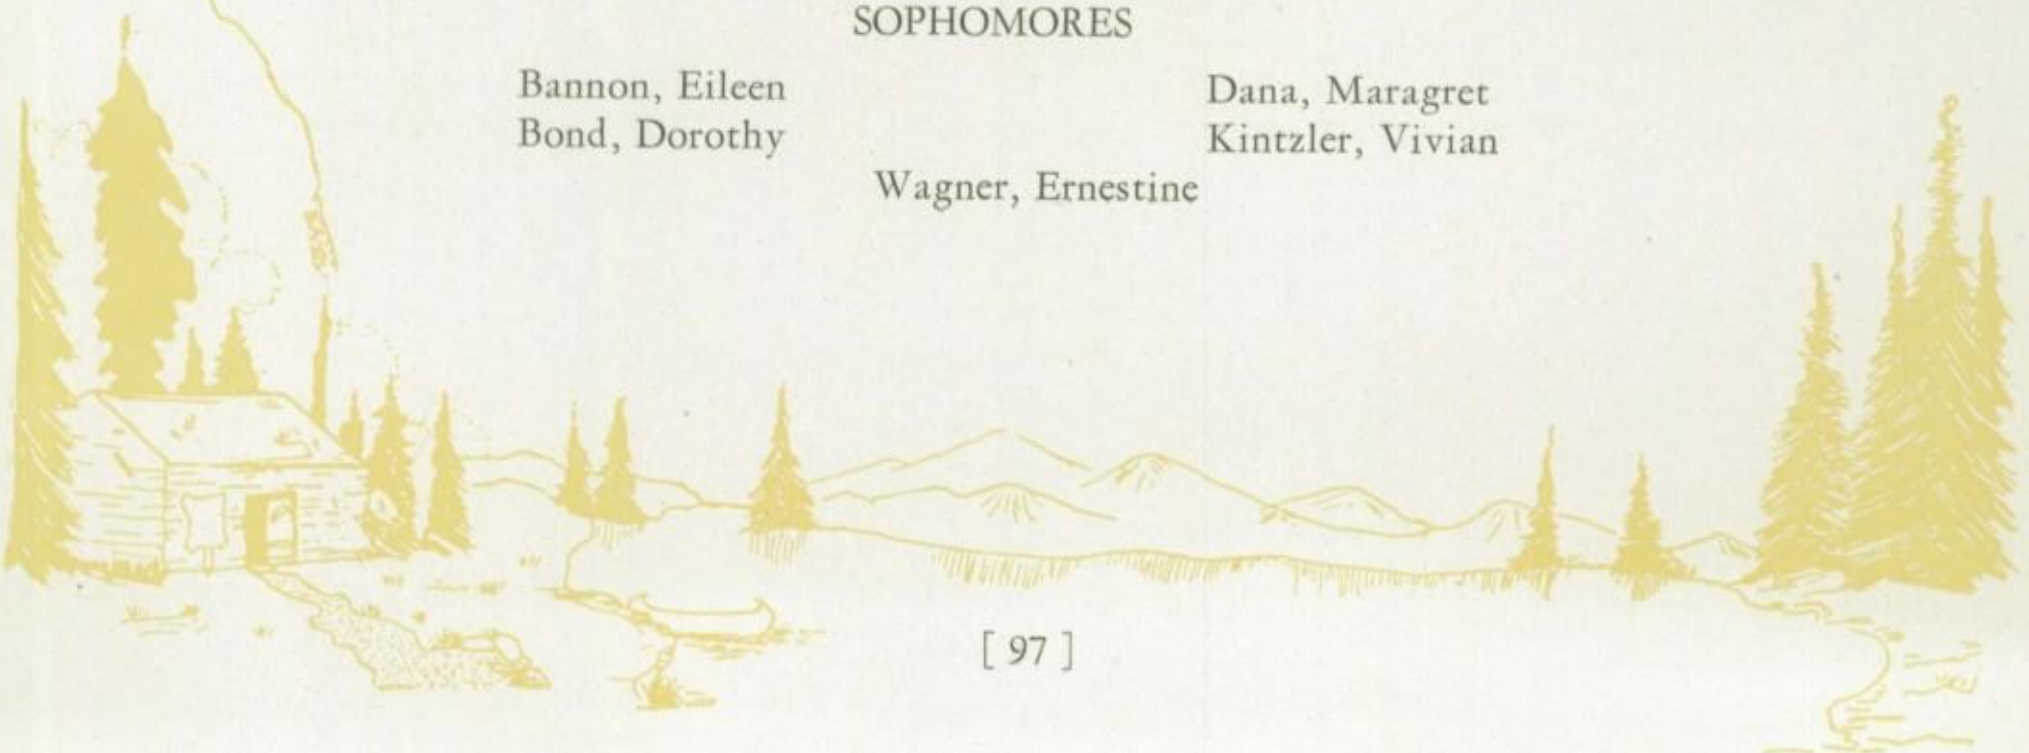 SOPHOMORES
Bannon, Eileen
Bond, Dorothy
Dana, Maragret
Kintzler, Vivian
Wagner, Ernestine
[ 97 ]